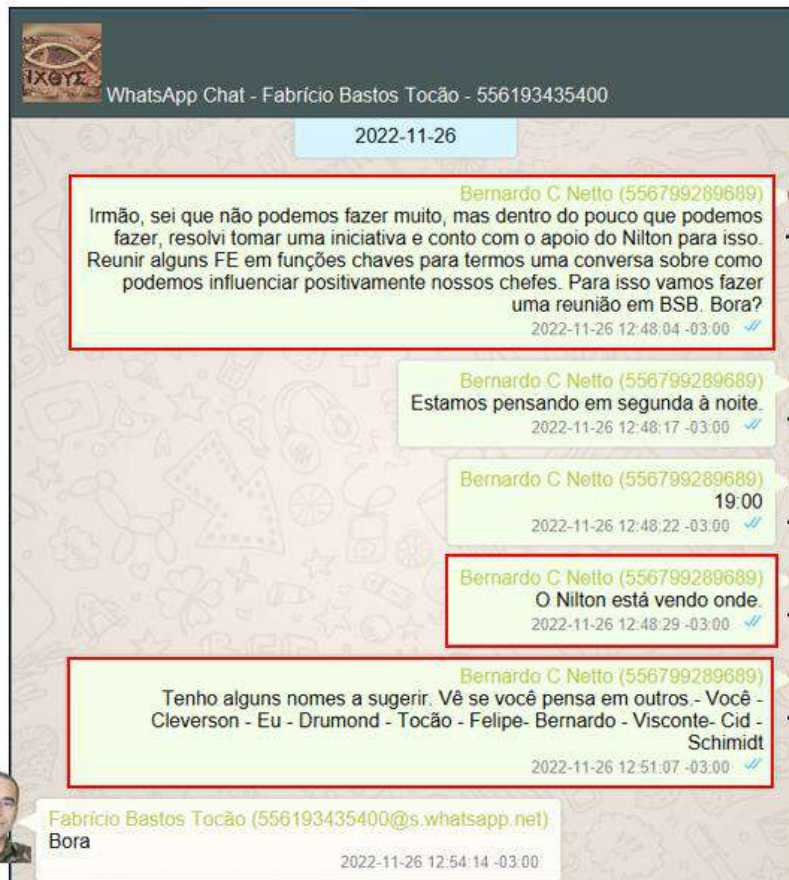 ΙΧΘΥΣ
WhatsApp Chat - Fabrício Bastos Tocão - 556193435400
2022-11-26
Bernardo C Netto (556799289689)
Irmão, sei que não podemos fazer muito, mas dentro do pouco que podemos
fazer, resolvi tomar uma iniciativa e conto com o apoio do Nilton para isso.
Reunir alguns FE em funções chaves para termos uma conversa sobre como
podemos influenciar positivamente nossos chefes. Para isso vamos fazer
uma reunião em BSB. Bora?
2022-11-26 12:48:04 -03:00
Bernardo C Netto (556799289689)
Estamos pensando em segunda à noite.
2022-11-26 12:48:17 -03:00
Bernardo C Netto (556799289689)
19:00
2022-11-26 12:48:22 -03:00
Bernardo C Netto (556799289689)
O Nilton está vendo onde.
2022-11-26 12:48:29 -03:00
Bernardo C Netto (556799289689)
Tenho alguns nomes a sugerir. Vê se você pensa em outros.- Você -
Cleverson - Eu - Drumond - Tocão - Felipe- Bernardo - Visconte- Cid -
Schimidt
2022-11-26 12:51:07 -03:00
Fabrício Bastos Tocão (556193435400@s.whatsapp.net)
Bora
2022-11-26 12:54:14 -03:00